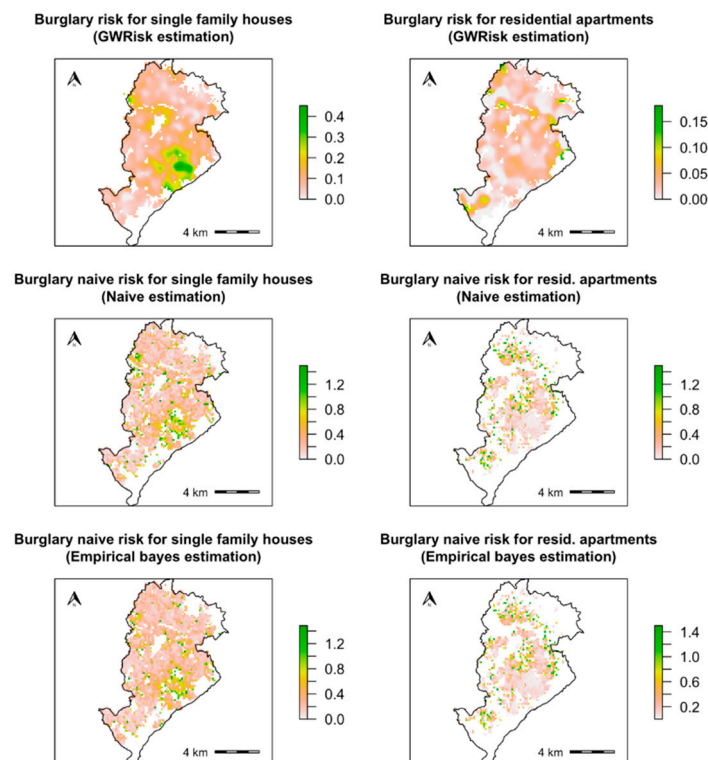 Burglary risk for single family houses
(GWRisk estimation)
N
0.4
0.3
0.2
0.1
0.0
4 km
Burglary risk for residential apartments
(GWRisk estimation)
N
0.15
0.10
0.05
0.00
4 km
Burglary naive risk for single family houses
(Naive estimation)
N
1.2
0.8
0.4
0.0
4 km
Burglary naive risk for resid. apartments
(Naive estimation)
N
1.2
0.8
0.4
0.0
4 km
Burglary naive risk for single family houses
(Empirical bayes estimation)
N
1.2
0.8
0.4
0.0
4 km
Burglary naive risk for resid. apartments
(Empirical bayes estimation)
N
1.4
1.0
0.6
0.2
4 km